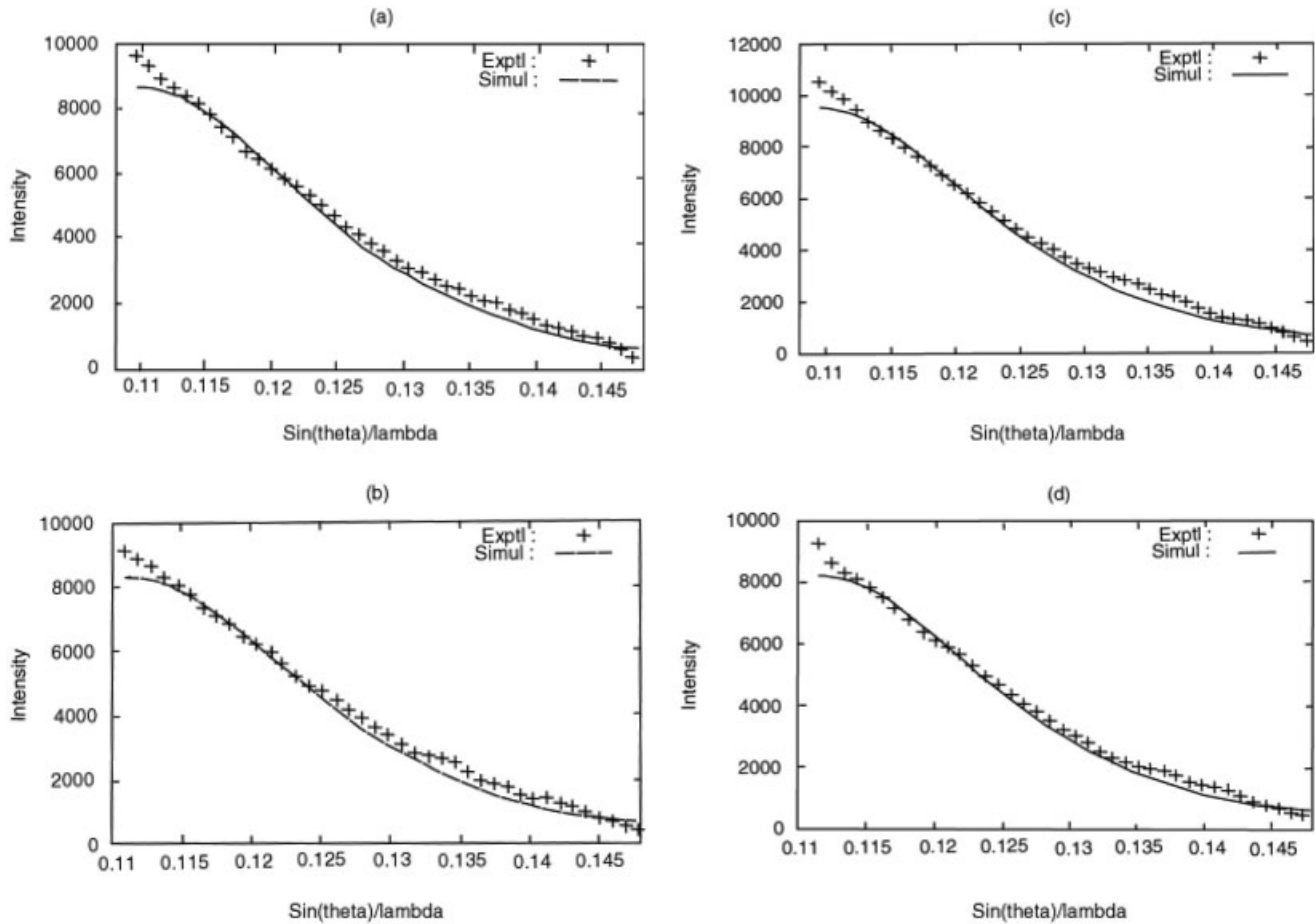 (a)
10000
8000
6000
4000
2000
0
Intensity
Exptl :
Simul :
0.11 0.115 0.12 0.125 0.13 0.135 0.14 0.145
Sin(theta)/lambda
(c)
12000
10000
8000
6000
4000
2000
0
Intensity
Exptl :
Simul :
0.11 0.115 0.12 0.125 0.13 0.135 0.14 0.145
Sin(theta)/lambda
(b)
10000
8000
6000
4000
2000
0
Intensity
Exptl :
Simul :
0.11 0.115 0.12 0.125 0.13 0.135 0.14 0.145
Sin(theta)/lambda
(d)
10000
8000
6000
4000
2000
0
Intensity
Exptl :
Simul :
0.11 0.115 0.12 0.125 0.13 0.135 0.14 0.145
Sin(theta)/lambda